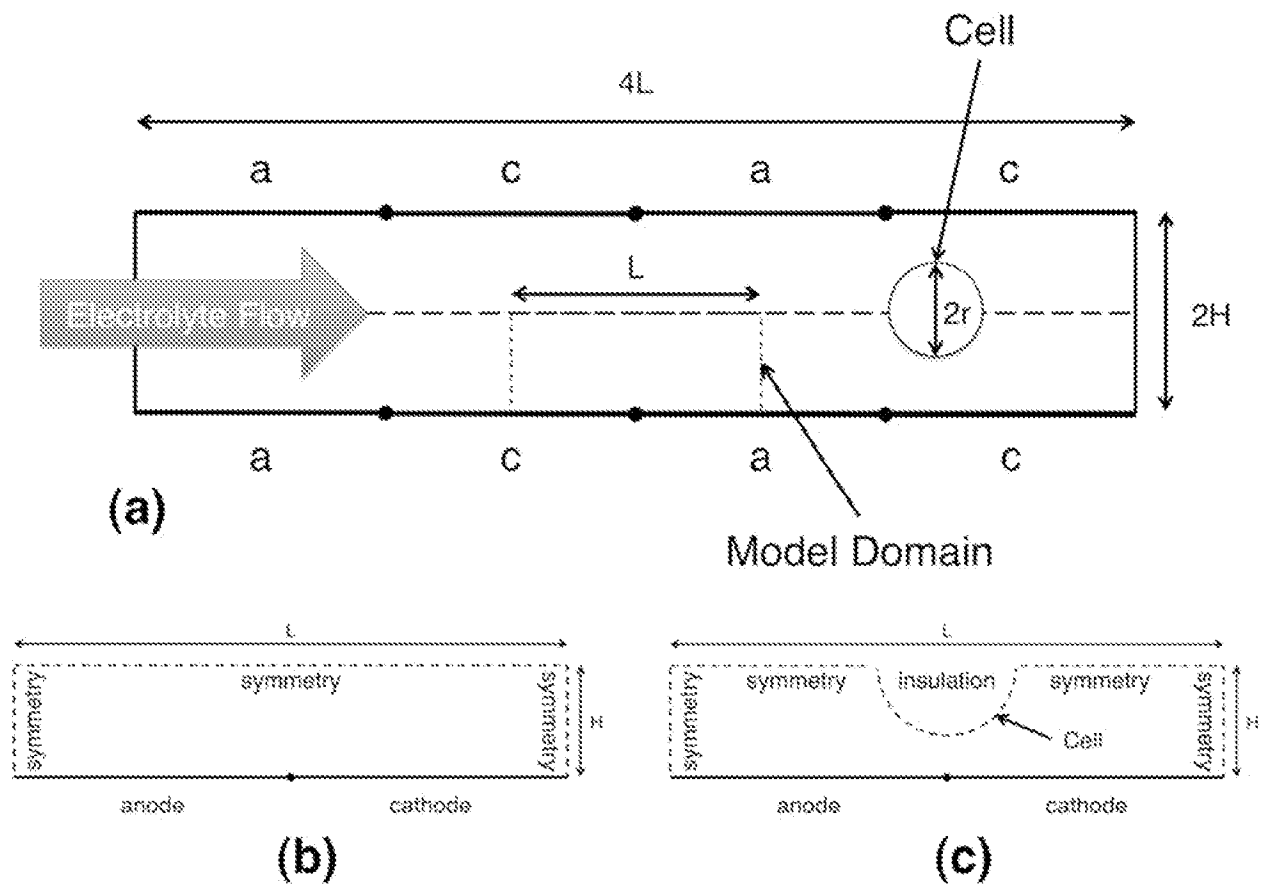 Cell
4L
a c a c
L
Electrolyte Flow
2r
2H
a c a c
(a)
Model Domain
L
symmetry
symmetry
symmetry
H
anode cathode
(b)
L
symmetry
symmetry
insulation
symmetry
symmetry
Cell
H
anode cathode
(c)